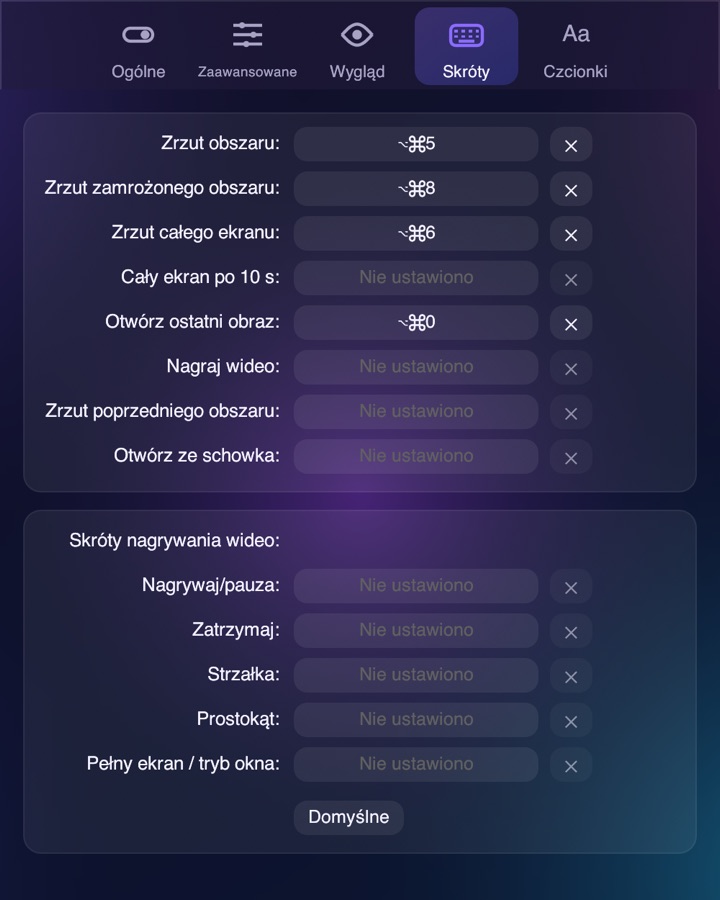 Ogólne
Zaawansowane
Wygląd
Aa
Skróty
Czcionki
Zrzut obszaru: ⌥⌘5
Zrzut zamrożonego obszaru: ⌥⌘8
Zrzut całego ekranu: ⌥⌘6
Cały ekran po 10 s: Nie ustawiono
Otwórz ostatni obraz: ⌥⌘0
Nagraj wideo: Nie ustawiono
Zrzut poprzedniego obszaru: Nie ustawiono
Otwórz ze schowka: Nie ustawiono
Skróty nagrywania wideo:
Nagrywaj/pauza: Nie ustawiono
Zatrzymaj: Nie ustawiono
Strzałka: Nie ustawiono
Prostokąt: Nie ustawiono
Pełny ekran / tryb okna: Nie ustawiono
Domyślne